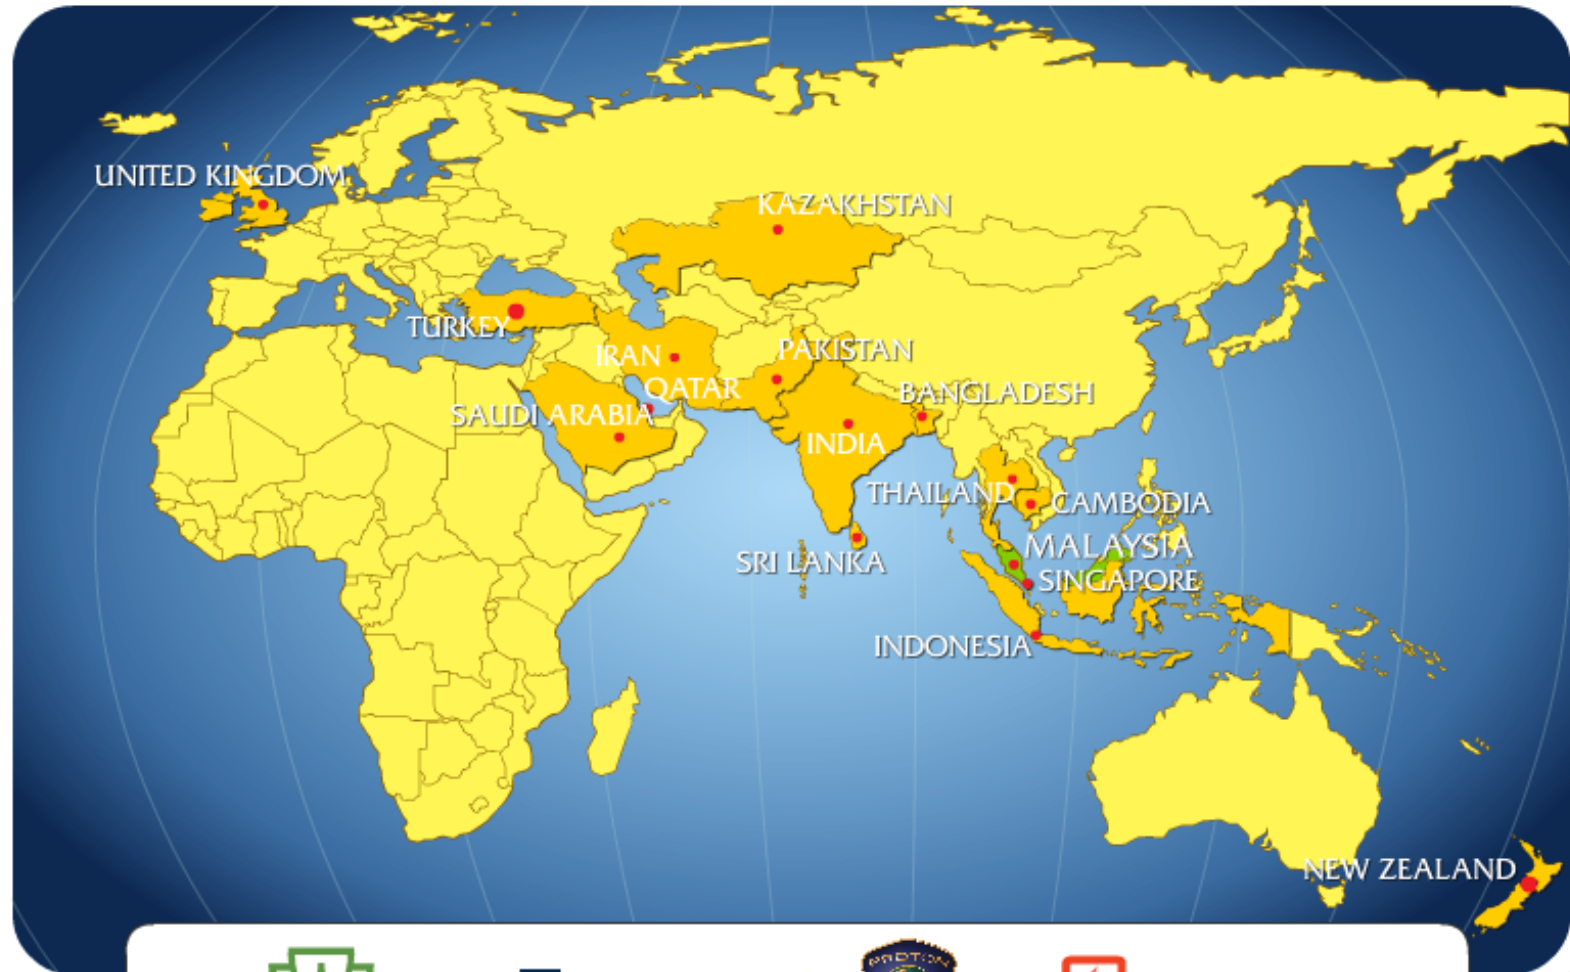 UNITED KINGDOM
KAZAKHSTAN
TURKEY
IRAN
PAKISTAN
QATAR
BANGLADESH
SAUDI ARABIA
INDIA
THAILAND
CAMBODIA
MALAYSIA
SRI LANKA
SINGAPORE
INDONESIA
NEW ZEALAND
PROTON